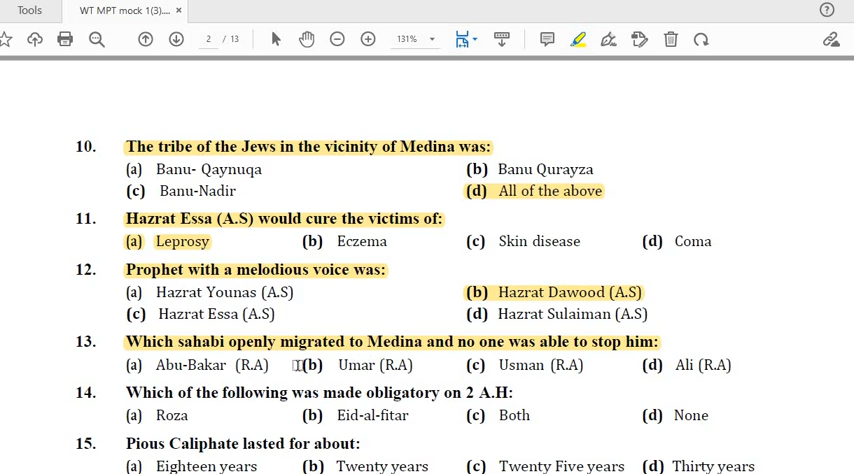 Tools WT MPT mock 1(3).... ×
2 / 13 131%
10. The tribe of the Jews in the vicinity of Medina was:
(a) Banu- Qaynuqa (b) Banu Qurayza
(c) Banu-Nadir (d) All of the above
11. Hazrat Essa (A.S) would cure the victims of:
(a) Leprosy (b) Eczema (c) Skin disease (d) Coma
12. Prophet with a melodious voice was:
(a) Hazrat Younas (A.S) (b) Hazrat Dawood (A.S)
(c) Hazrat Essa (A.S) (d) Hazrat Sulaiman (A.S)
13. Which sahabi openly migrated to Medina and no one was able to stop him:
(a) Abu-Bakar (R.A) (b) Umar (R.A) (c) Usman (R.A) (d) Ali (R.A)
14. Which of the following was made obligatory on 2 A.H:
(a) Roza (b) Eid-al-fitar (c) Both (d) None
15. Pious Caliphate lasted for about:
(a) Eighteen years (b) Twenty years (c) Twenty Five years (d) Thirty years